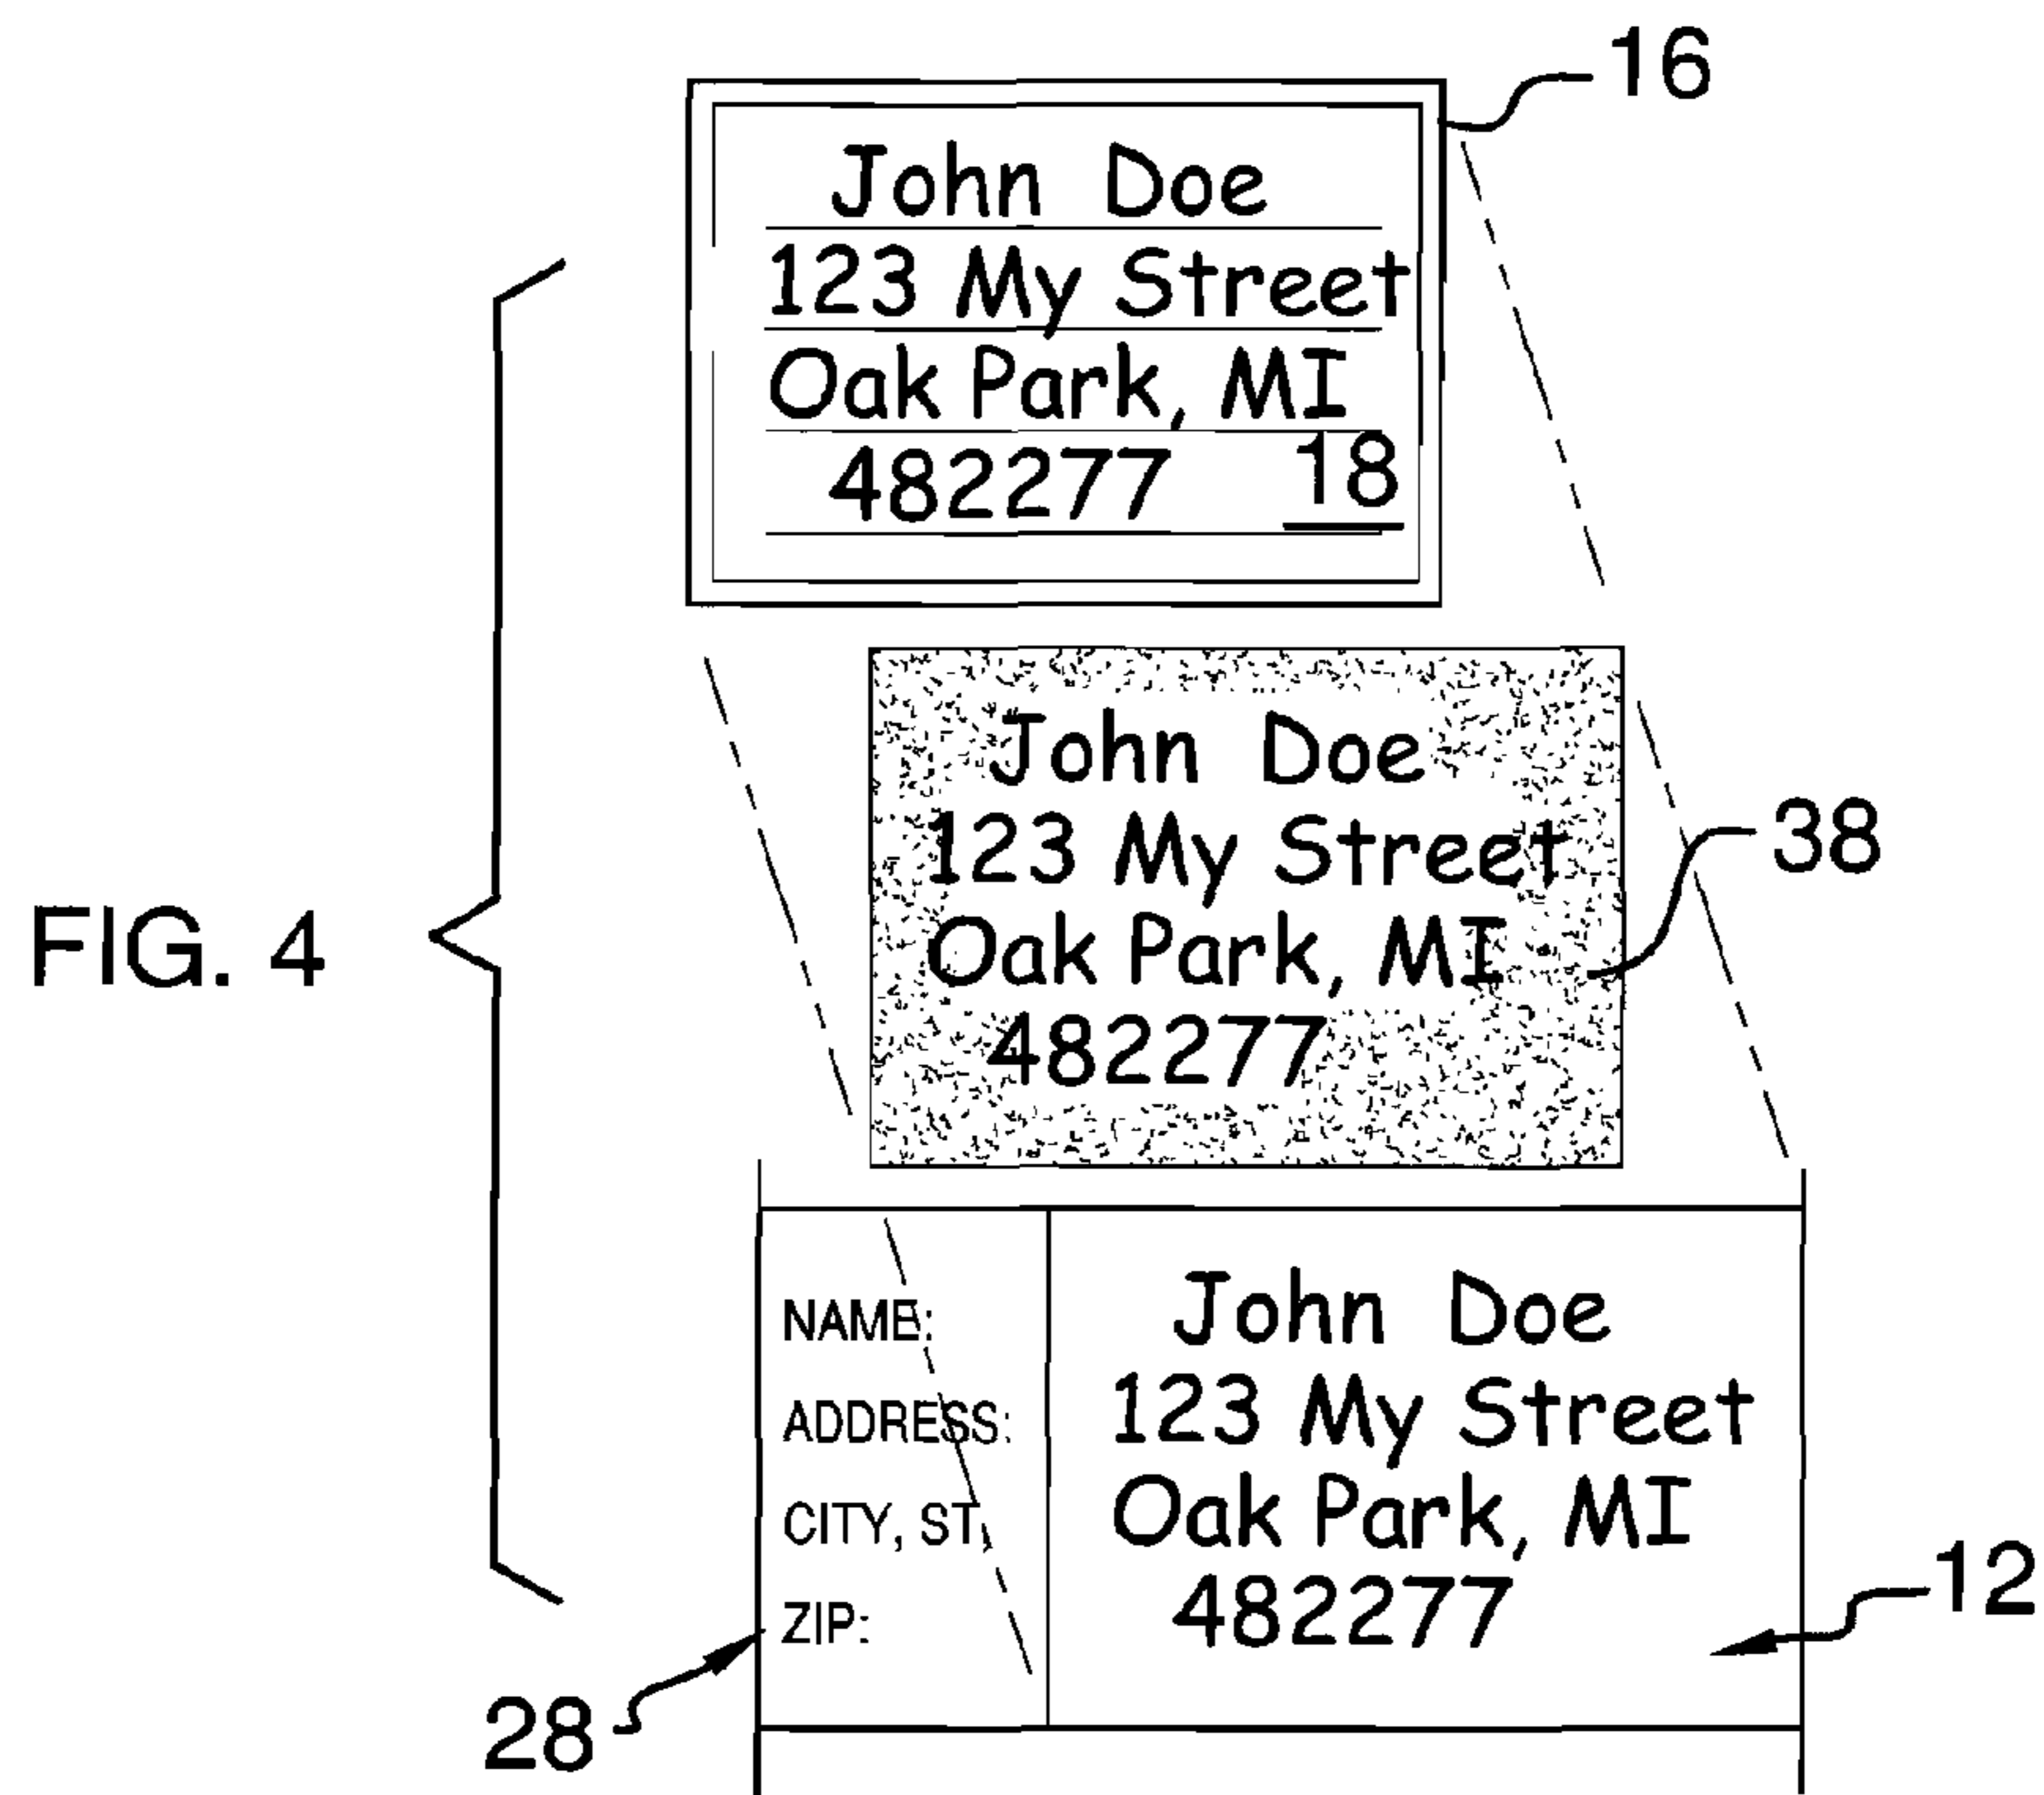 16
John Doe
123 My Street
Oak Park, MI
482277 18
John Doe
123 My Street
38
Oak Park, MI
FIG. 4
482277
NAME: John Doe
ADDRESS: 123 My Street
CITY, ST, Oak Park, MI
12
ZIP: 482277
28